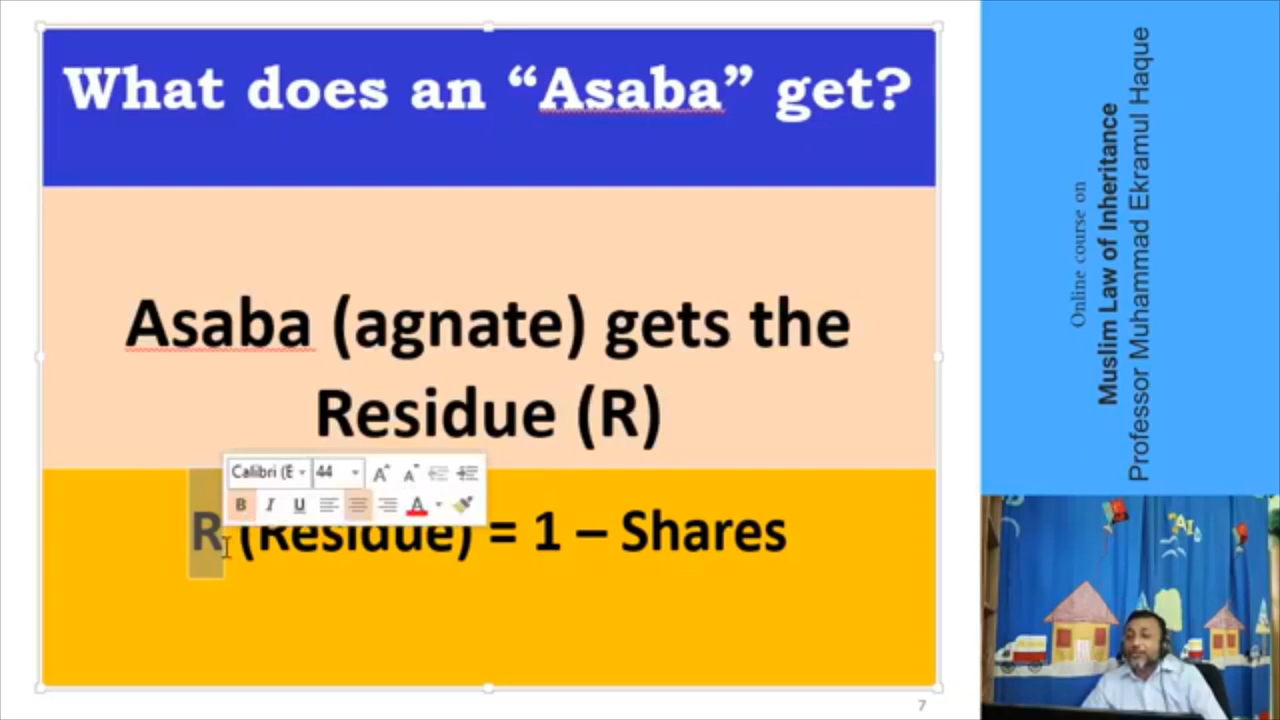 What does an “Asaba” get?
Asaba (agnate) gets the
Residue (R)
Calibri (E
44
A A
B I U A
R (Residue) = 1 – Shares
7
Online course on
Muslim Law of Inheritance
Professor Muhammad Ekramul Haque